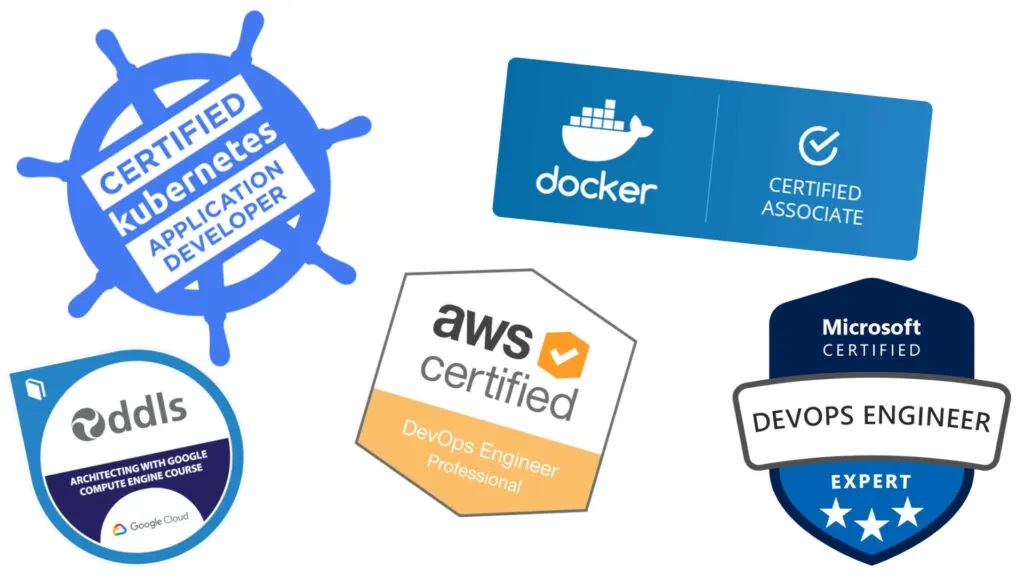 CERTIFIED
kubernetes
APPLICATION
DEVELOPER
docker
CERTIFIED
ASSOCIATE
aws
certified
DevOps Engineer
Professional
Microsoft
CERTIFIED
DEVOPS ENGINEER
EXPERT
ddls
ARCHITECTING WITH GOOGLE
COMPUTE ENGINE COURSE
Google Cloud